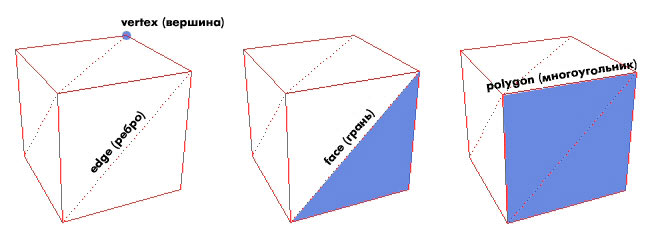 vertex (вершина)
edge (ребро)
face (грань)
polygon (многоугольник)